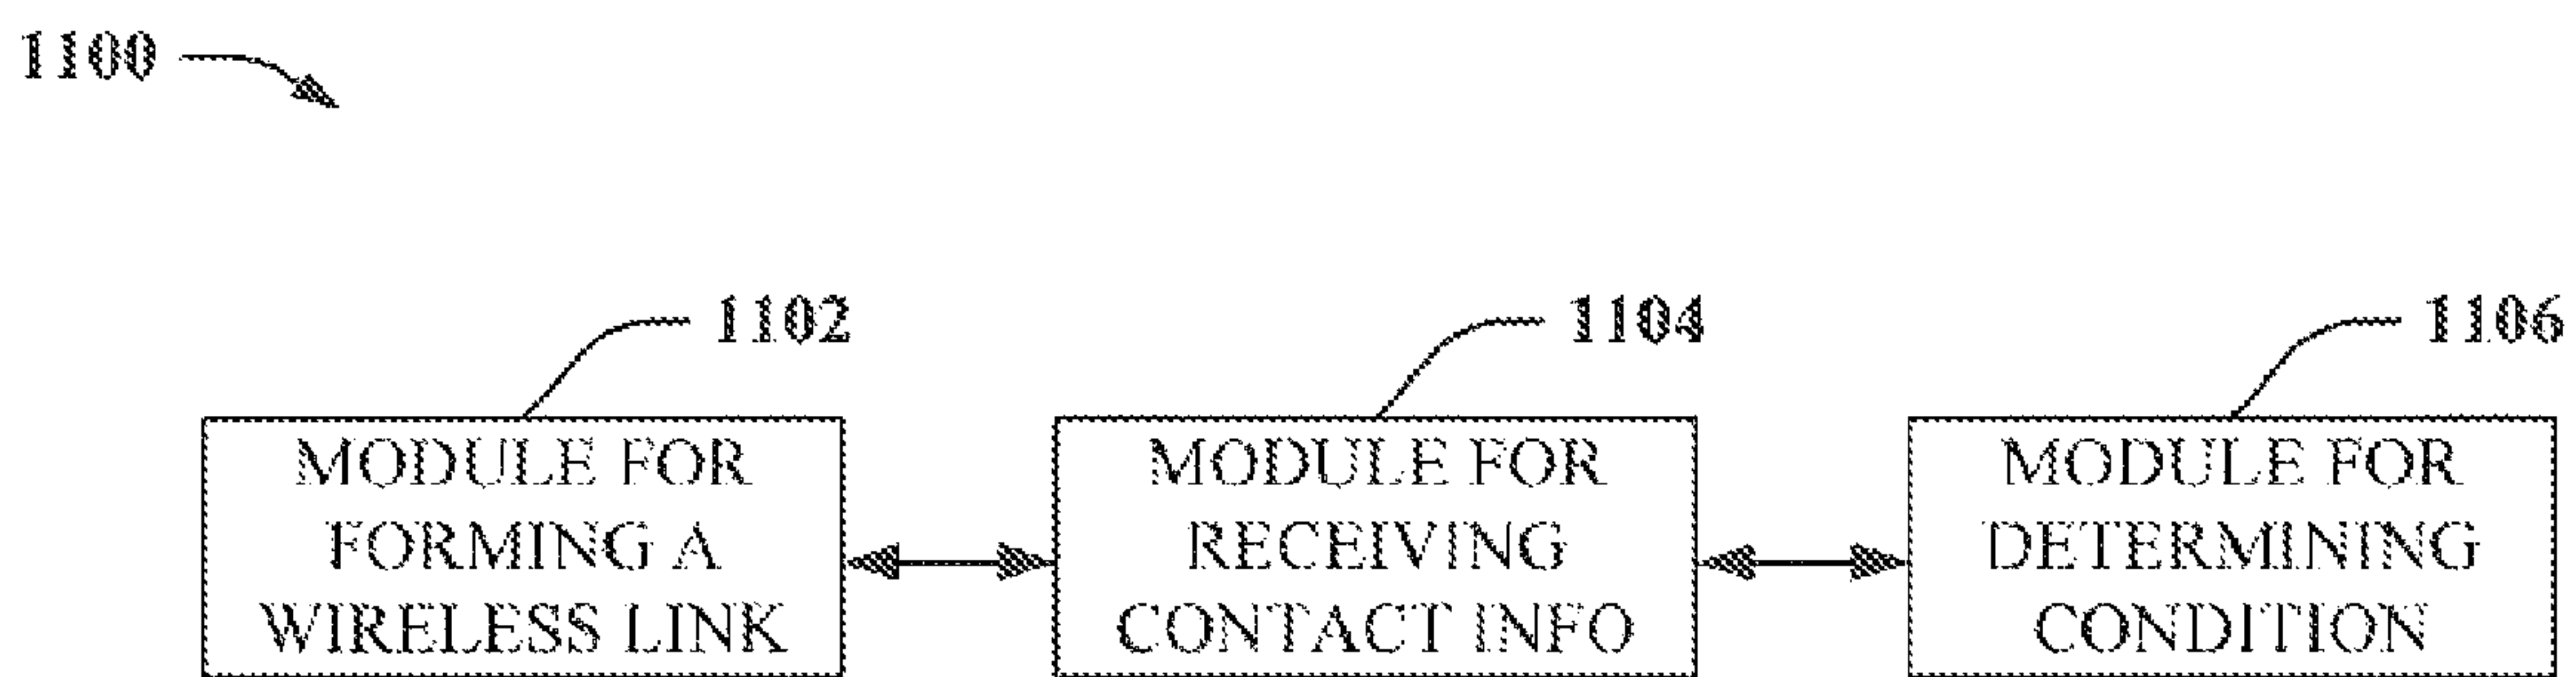 1100
1102
1104
1106
MODULE FOR
FORMING A
WIRELESS LINK
MODULE FOR
RECEIVING
CONTACT INFO
MODULE FOR
DETERMINING
CONDITION